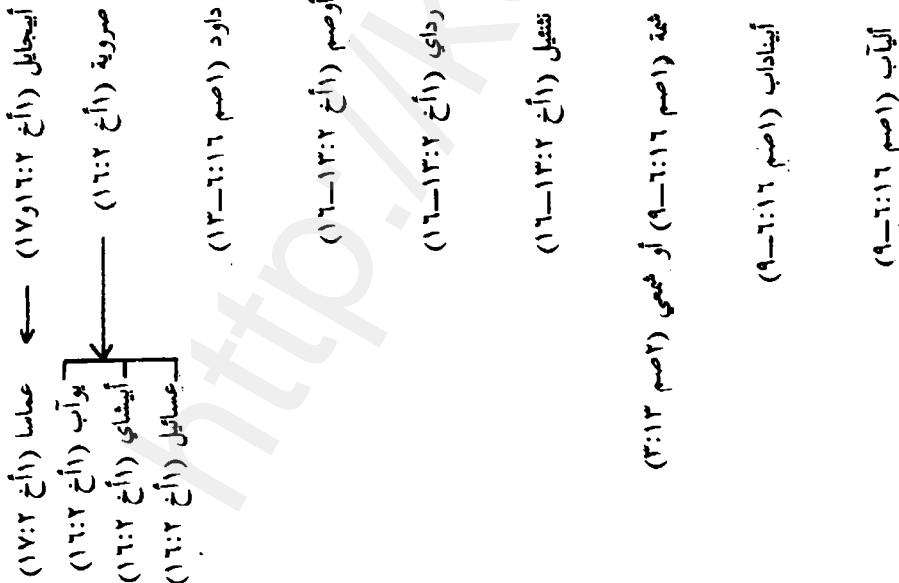 أبيجايل (١أخ ٢:١٦و١٧)
عماسا (١أخ ٢:١٧)
صروية (١أخ ٢:١٦)
يوآب (١أخ ٢:١٦)
أبيشاي (١أخ ٢:١٦)
عسائيل (١أخ ٢:١٦)
داود (١صم ١٦:٦—١٣)
أوصم (١أخ ٢:١٣—١٦)
رداي (١أخ ٢:١٣—١٦)
نثنئيل (١أخ ٢:١٣—١٦)
شمة (١صم ١٦:٦—٩) أو شمعي (٢صم ١٣:٣)
أبيناداب (١صم ١٦:٦—٩)
أليآب (١صم ١٦:٦—٩)
http://k